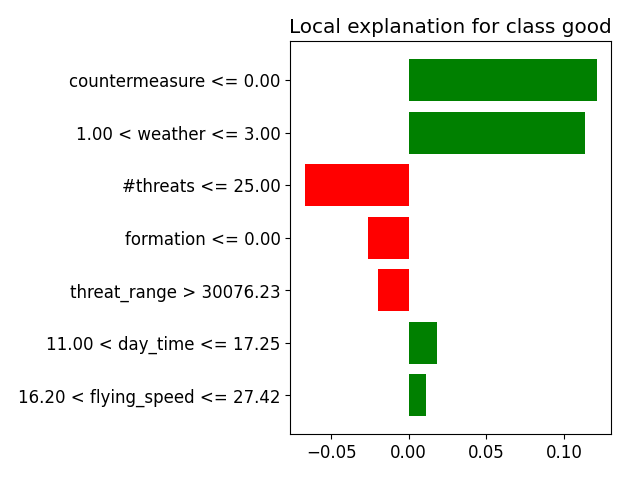 Local explanation for class good
countermeasure <= 0.00
1.00 < weather <= 3.00
#threats <= 25.00
formation <= 0.00
threat_range > 30076.23
11.00 < day_time <= 17.25
16.20 < flying_speed <= 27.42
−0.05 0.00 0.05 0.10